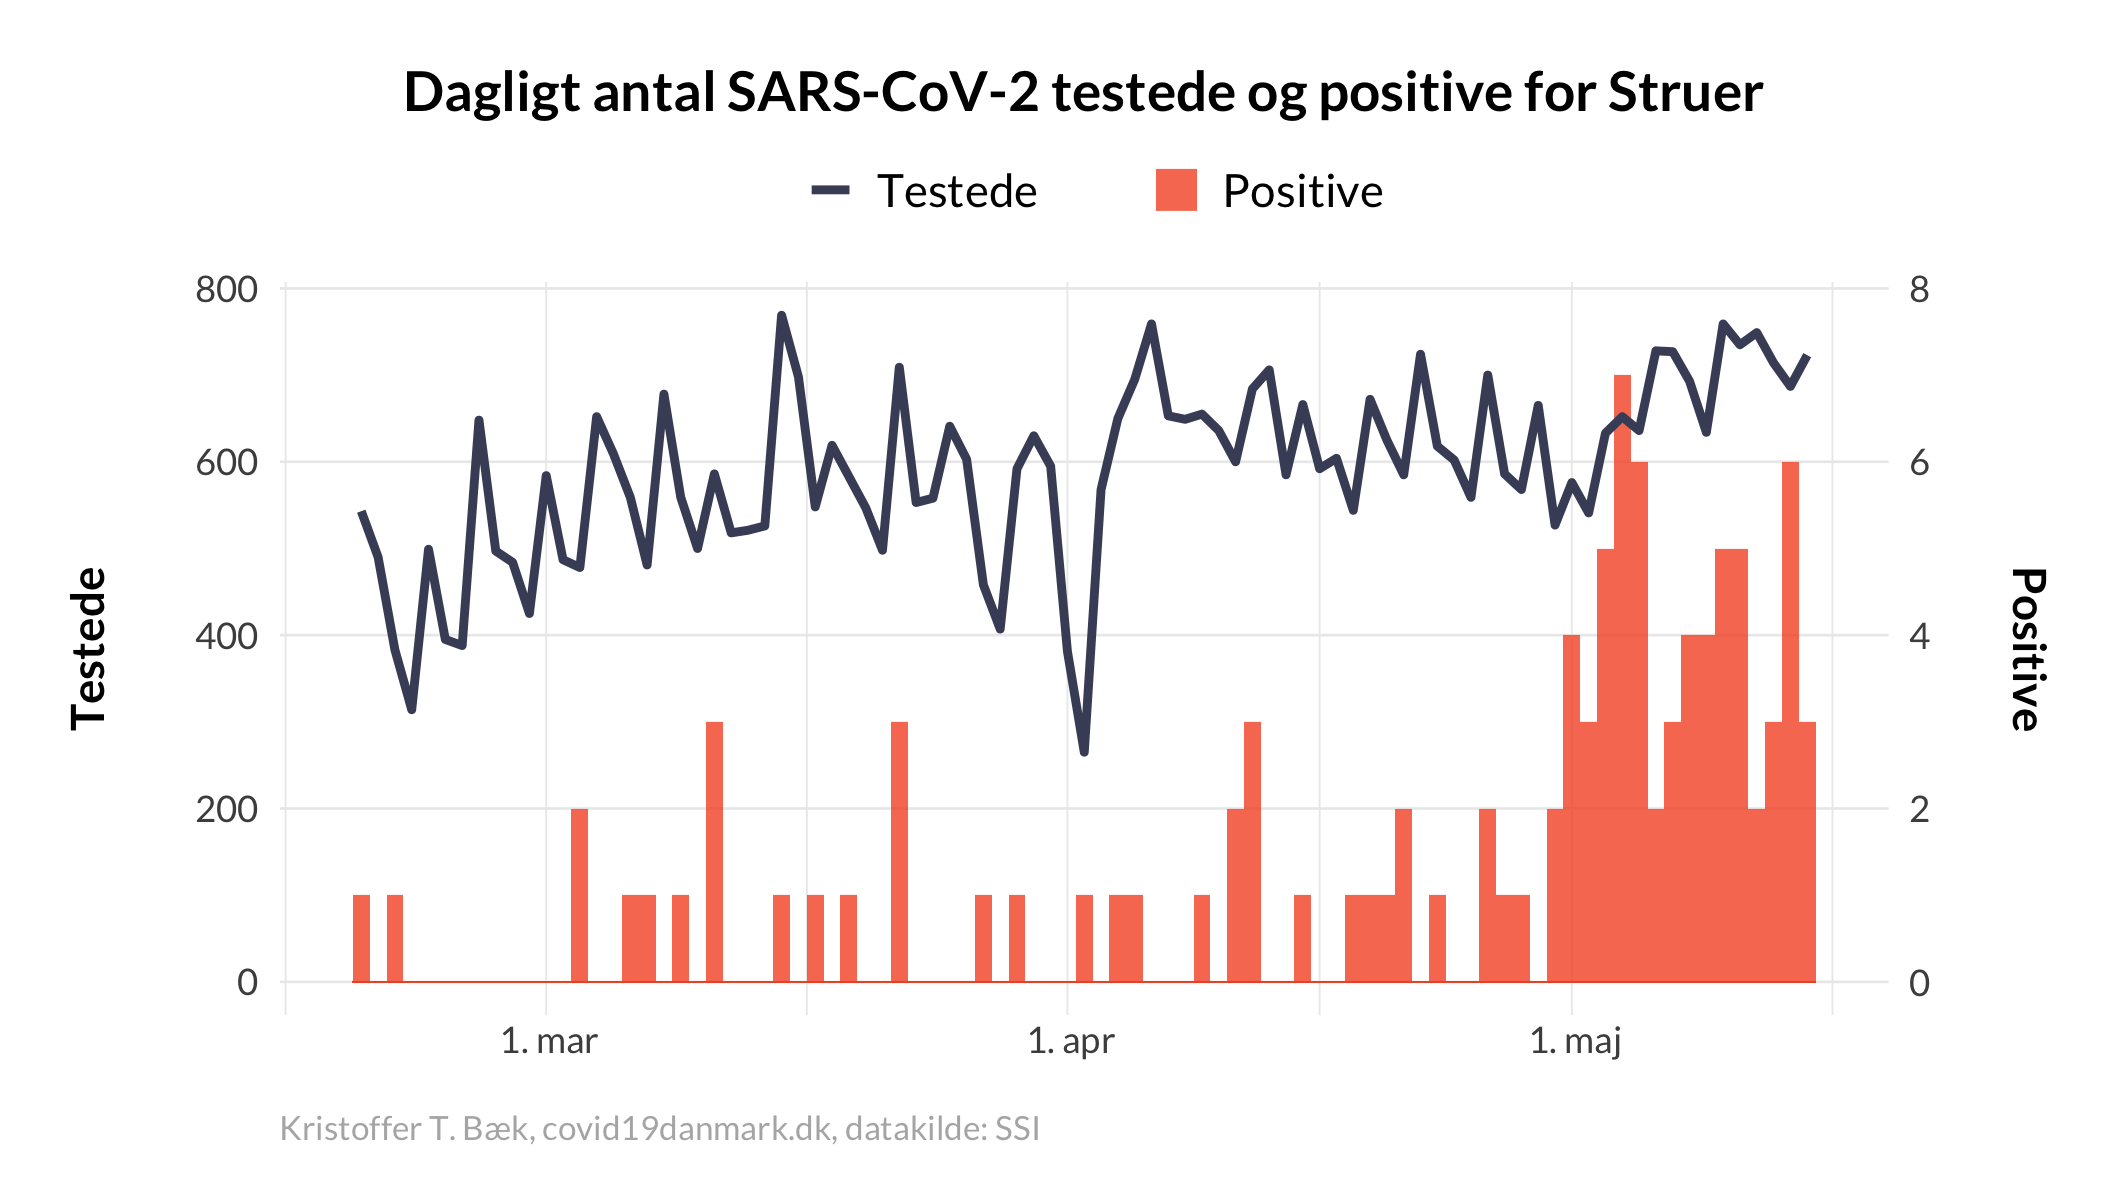 Dagligt antal SARS-CoV-2 testede og positive for Struer
Testede
Positive
800
600
400
200
0
Testede
8
6
4
2
0
Positive
1. mar
1. apr
1. maj
Kristoffer T. Bæk, covid19danmark.dk, datakilde: SSI